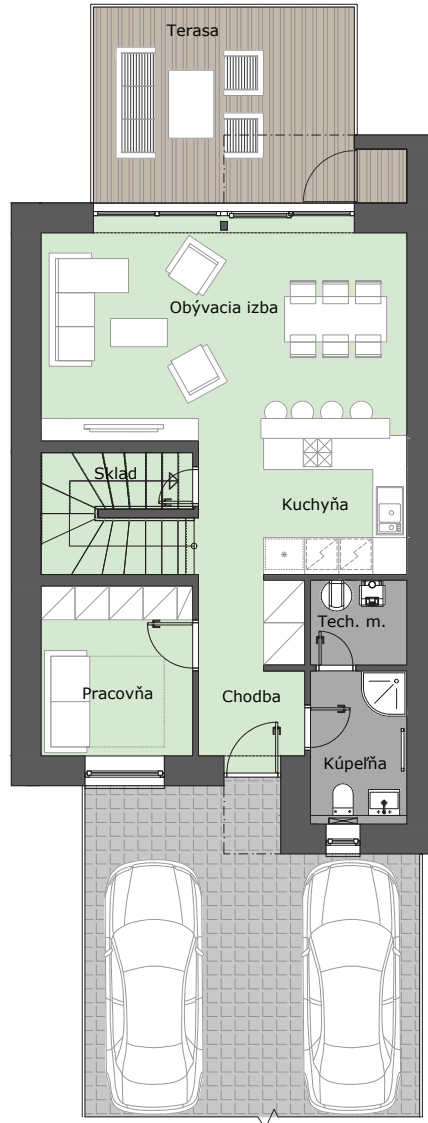 Terasa
Obývacia izba
Sklad
Kuchyňa
Tech. m.
Pracovňa
Chodba
Kúpeľňa